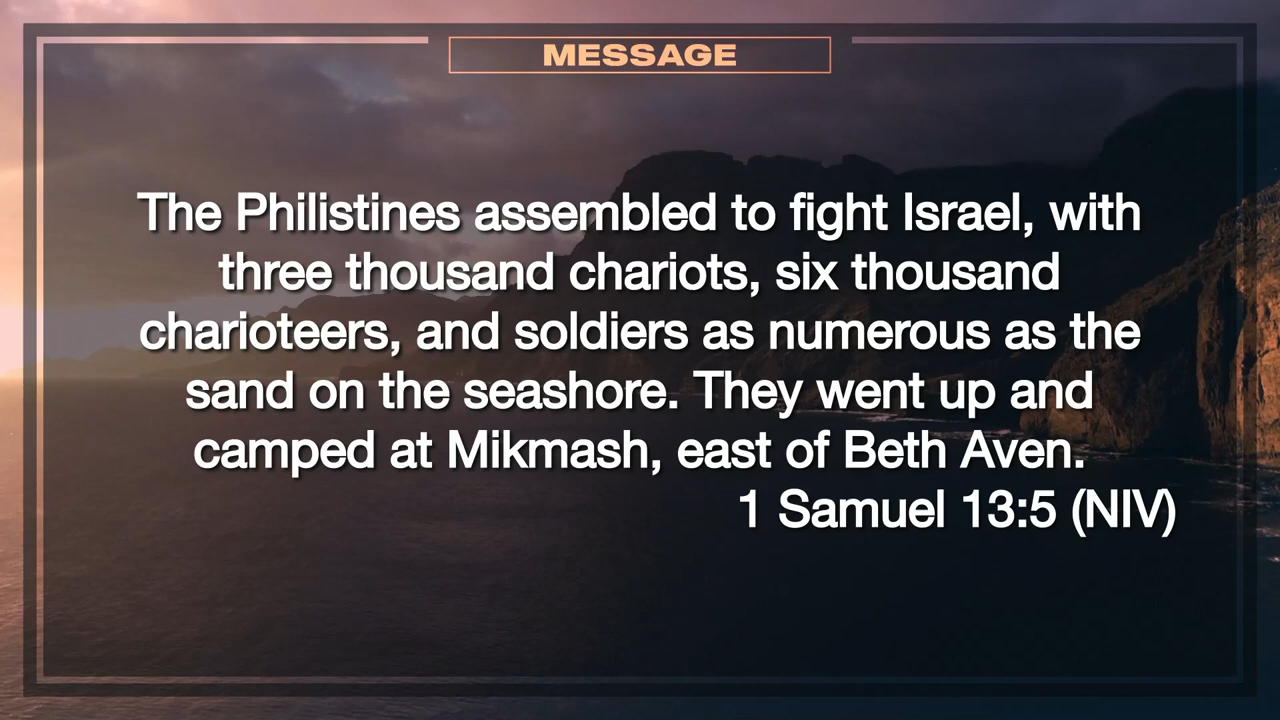 MESSAGE
The Philistines assembled to fight Israel, with
three thousand chariots, six thousand
charioteers, and soldiers as numerous as the
sand on the seashore. They went up and
camped at Mikmash, east of Beth Aven.
1 Samuel 13:5 (NIV)